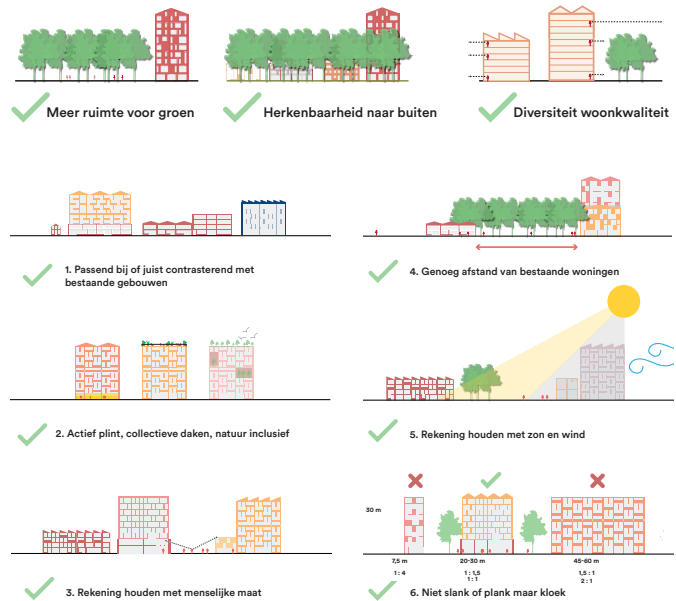 Meer ruimte voor groen
Herkenbaarheid naar buiten
Diversiteit woonkwaliteit
1. Passend bij of juist contrasterend met
bestaande gebouwen
4. Genoeg afstand van bestaande woningen
2. Actief plint, collectieve daken, natuur inclusief
5. Rekening houden met zon en wind
30 m
7,5 m
20-30 m
45-60 m
1 : 4
1 : 1,5
1,5 : 1
1 : 1
2 : 1
3. Rekening houden met menselijke maat
6. Niet slank of plank maar kloek